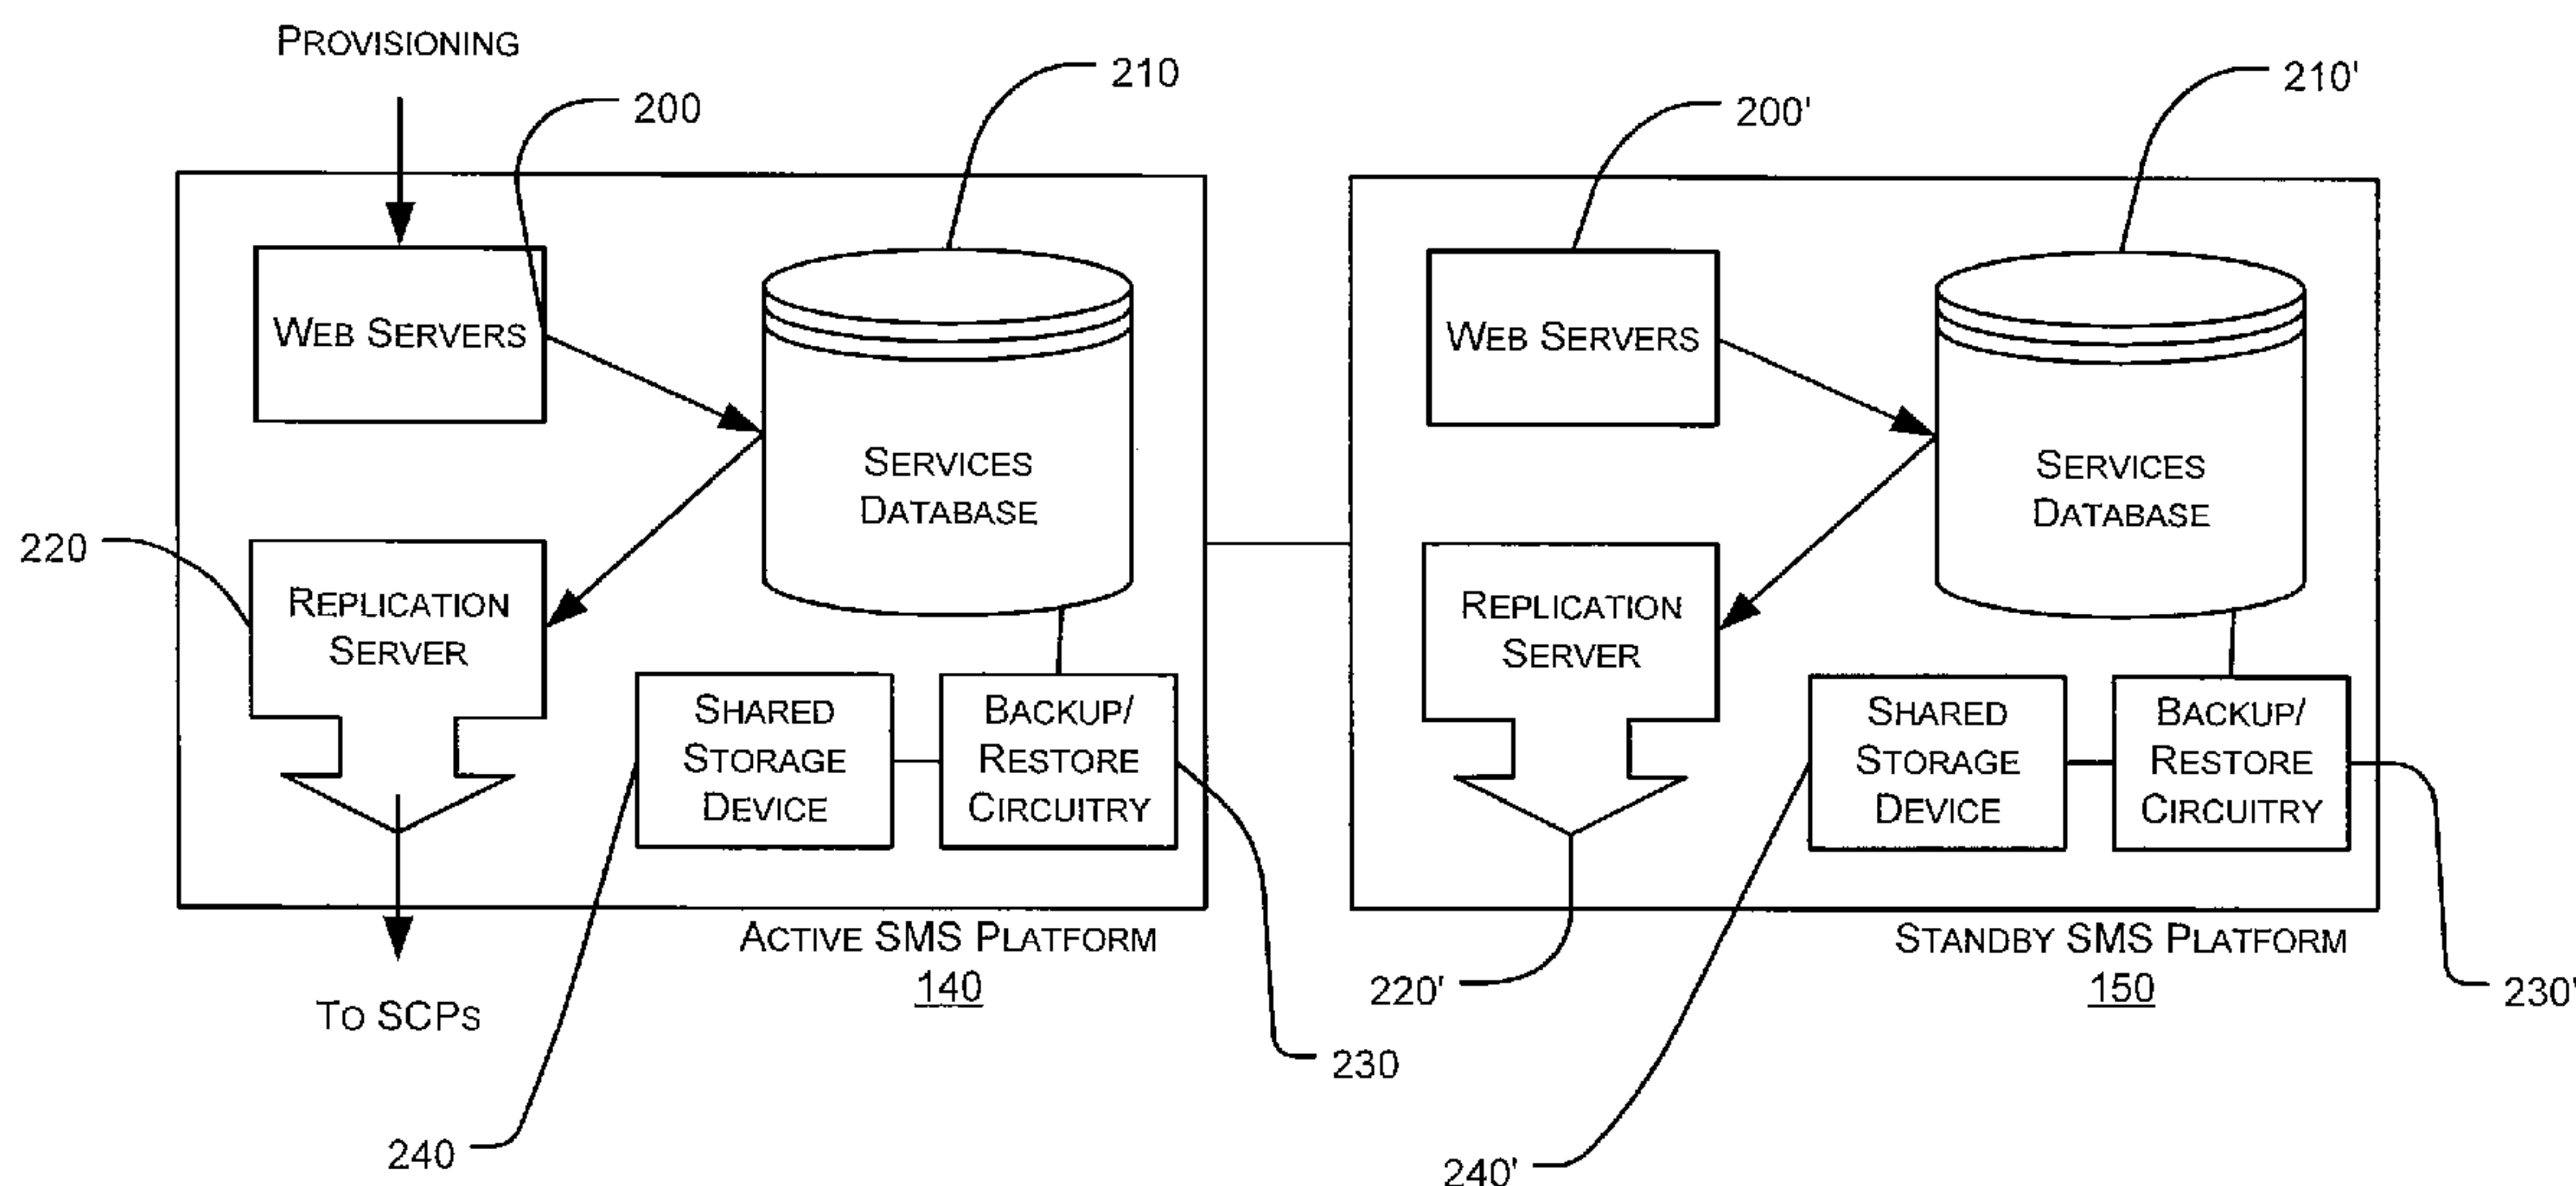 PROVISIONING
200
210
WEB SERVERS
SERVICES
DATABASE
220
REPLICATION
SERVER
SHARED
STORAGE
DEVICE
BACKUP/
RESTORE
CIRCUITRY
ACTIVE SMS PLATFORM
140
TO SCPS
230
240
200'
210'
WEB SERVERS
SERVICES
DATABASE
REPLICATION
SERVER
SHARED
STORAGE
DEVICE
BACKUP/
RESTORE
CIRCUITRY
STANDBY SMS PLATFORM
150
220'
230'
240'